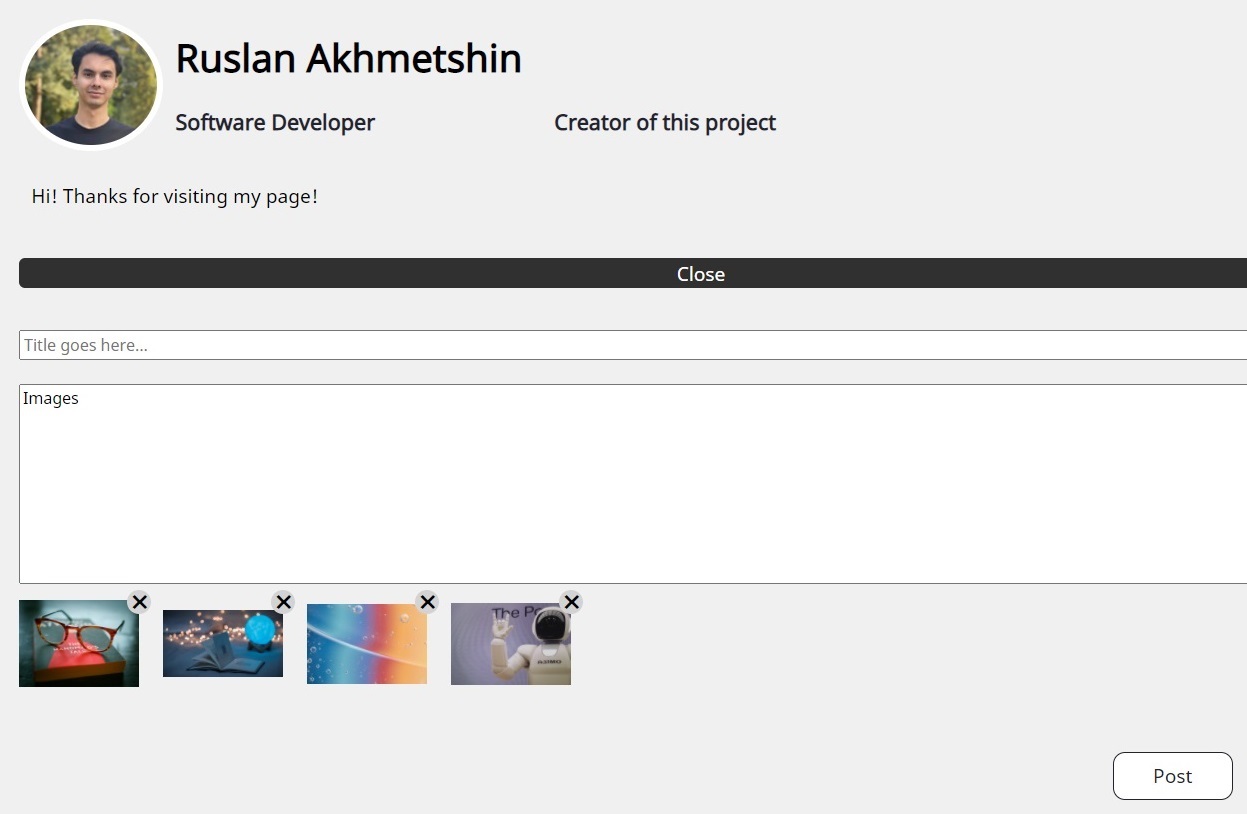 Ruslan Akhmetshin
Software Developer Creator of this project
Hi! Thanks for visiting my page!
Close
Title goes here...
Images
The Po
Post